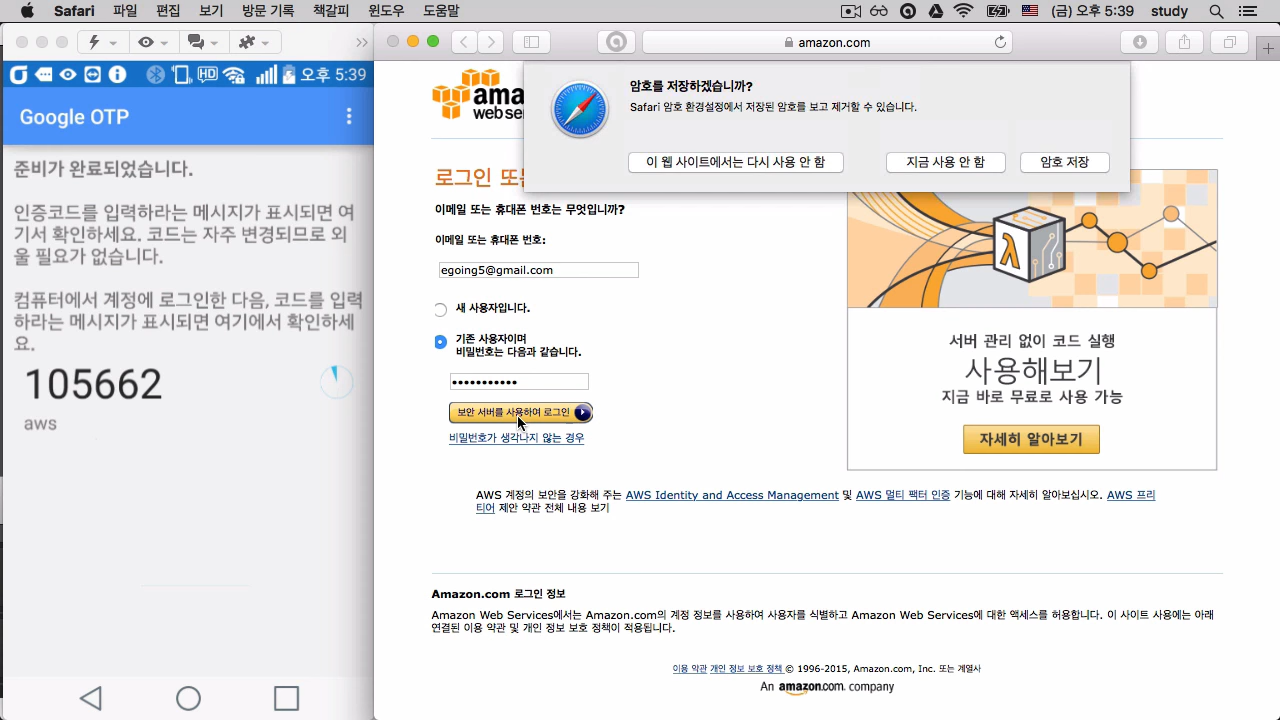 Safari 파일 편집 보기 방문 기록 책갈피 윈도우 도움말
(금) 오후 5:39 study
HD 오후 5:39
Google OTP
준비가 완료되었습니다.
인증코드를 입력하라는 메시지가 표시되면 여
기서 확인하세요. 코드는 자주 변경되므로 외
울 필요가 없습니다.
컴퓨터에서 계정에 로그인한 다음, 코드를 입력
하라는 메시지가 표시되면 여기에서 확인하세
요.
105662
aws
amazon.com
암호를 저장하겠습니까?
Safari 암호 환경설정에서 저장된 암호를 보고 제거할 수 있습니다.
이 웹 사이트에서는 다시 사용 안 함
지금 사용 안 함
암호 저장
로그인 또는
이메일 또는 휴대폰 번호는 무엇입니까?
이메일 또는 휴대폰 번호:
egoing5@gmail.com
새 사용자입니다.
기존 사용자이며
비밀번호는 다음과 같습니다.
보안 서버를 사용하여 로그인
비밀번호가 생각나지 않는 경우
서버 관리 없이 코드 실행
사용해보기
지금 바로 무료로 사용 가능
자세히 알아보기
AWS 계정의 보안을 강화해 주는 AWS Identity and Access Management 및 AWS 멀티 팩터 인증 기능에 대해 자세히 알아보십시오. AWS 프리
티어 제안 약관 전체 내용 보기
Amazon.com 로그인 정보
Amazon Web Services에서는 Amazon.com의 계정 정보를 사용하여 사용자를 식별하고 Amazon Web Services에 대한 액세스를 허용합니다. 이 사이트 사용에는 아래
연결된 이용 약관 및 개인 정보 보호 정책이 적용됩니다.
이용 약관 개인 정보 보호 정책 © 1996-2015, Amazon.com, Inc. 또는 계열사
An amazon.com company